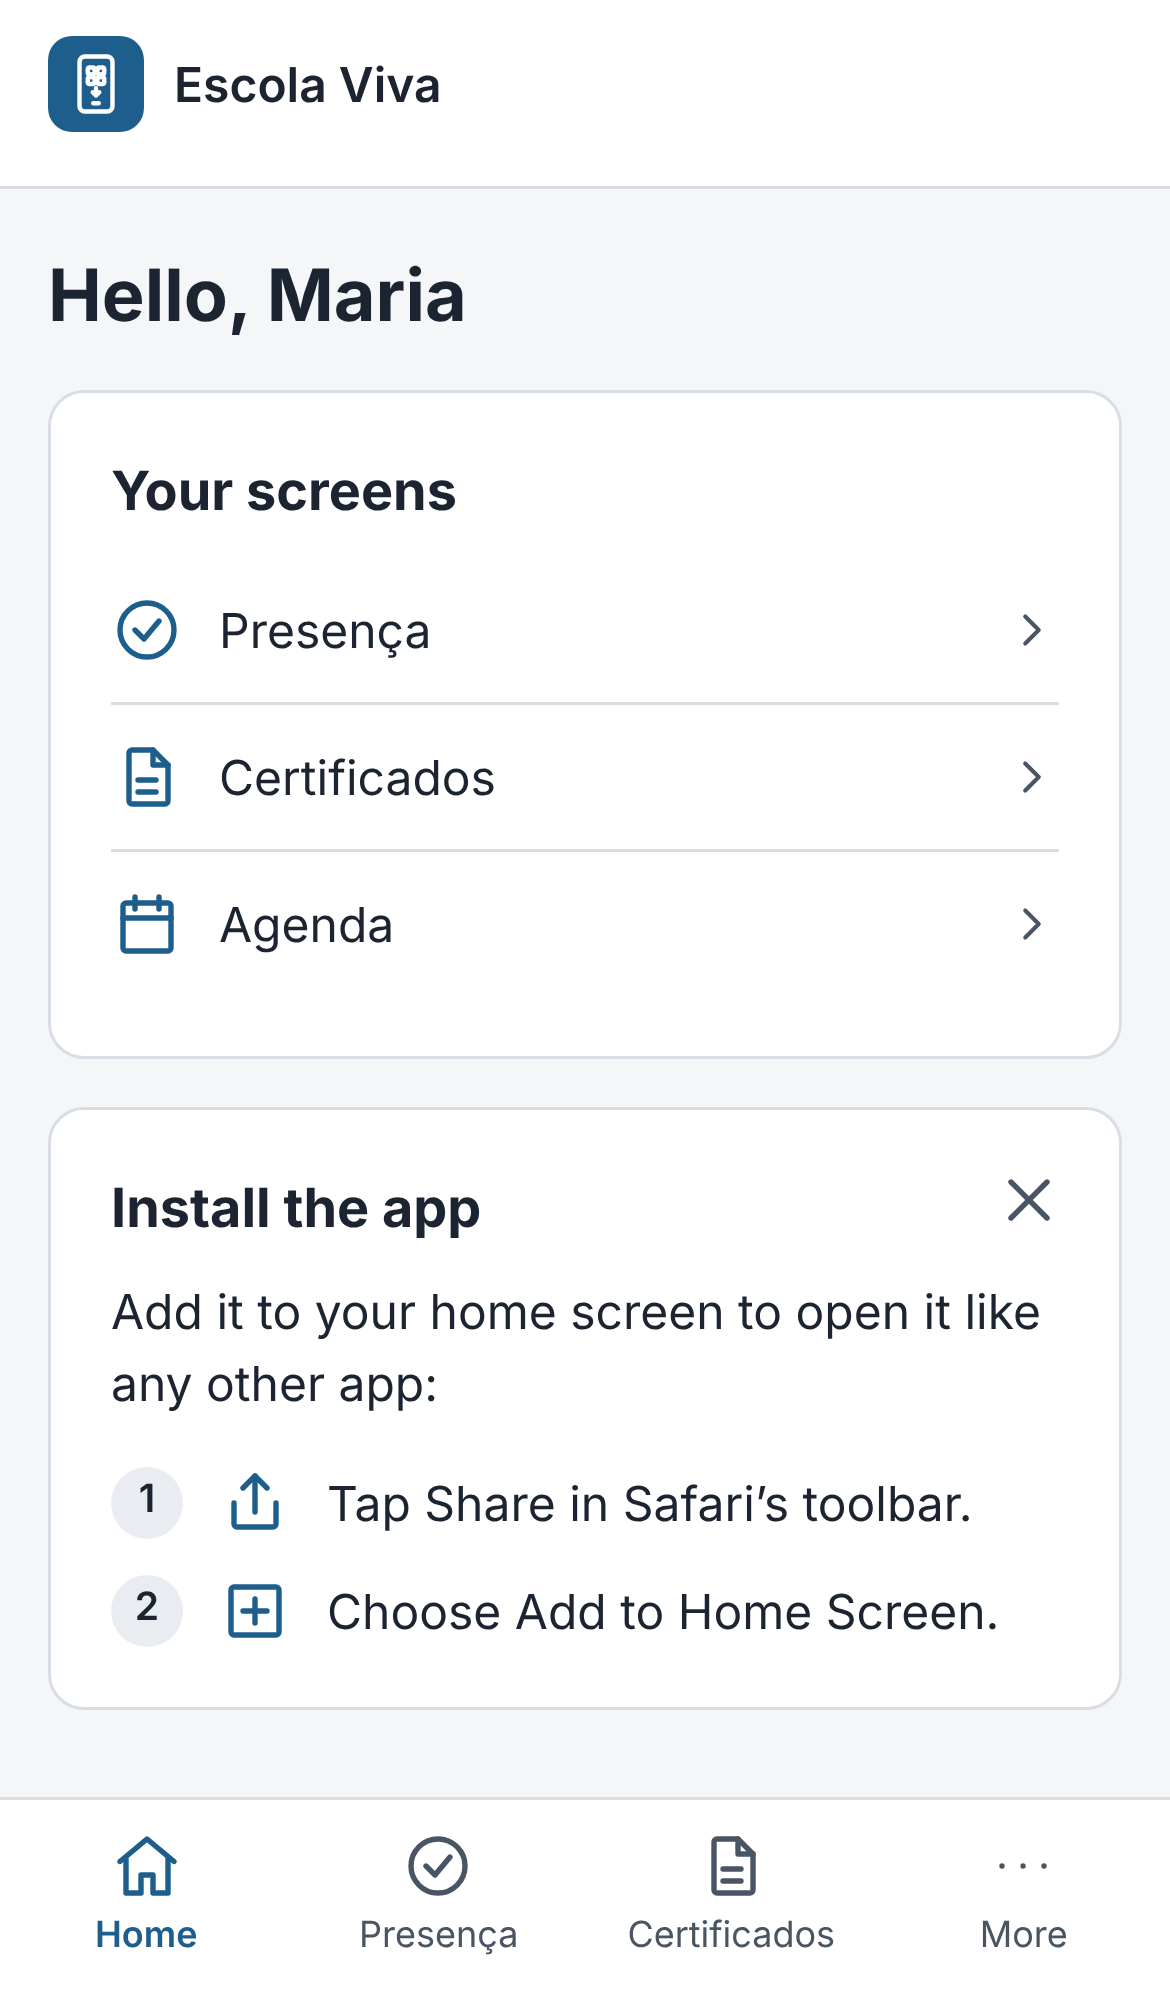 Escola Viva
Hello, Maria
Your screens
Presença
Certificados
Agenda
Install the app
Add it to your home screen to open it like
any other app:
1 Tap Share in Safari’s toolbar.
2 Choose Add to Home Screen.
Home Presença Certificados More